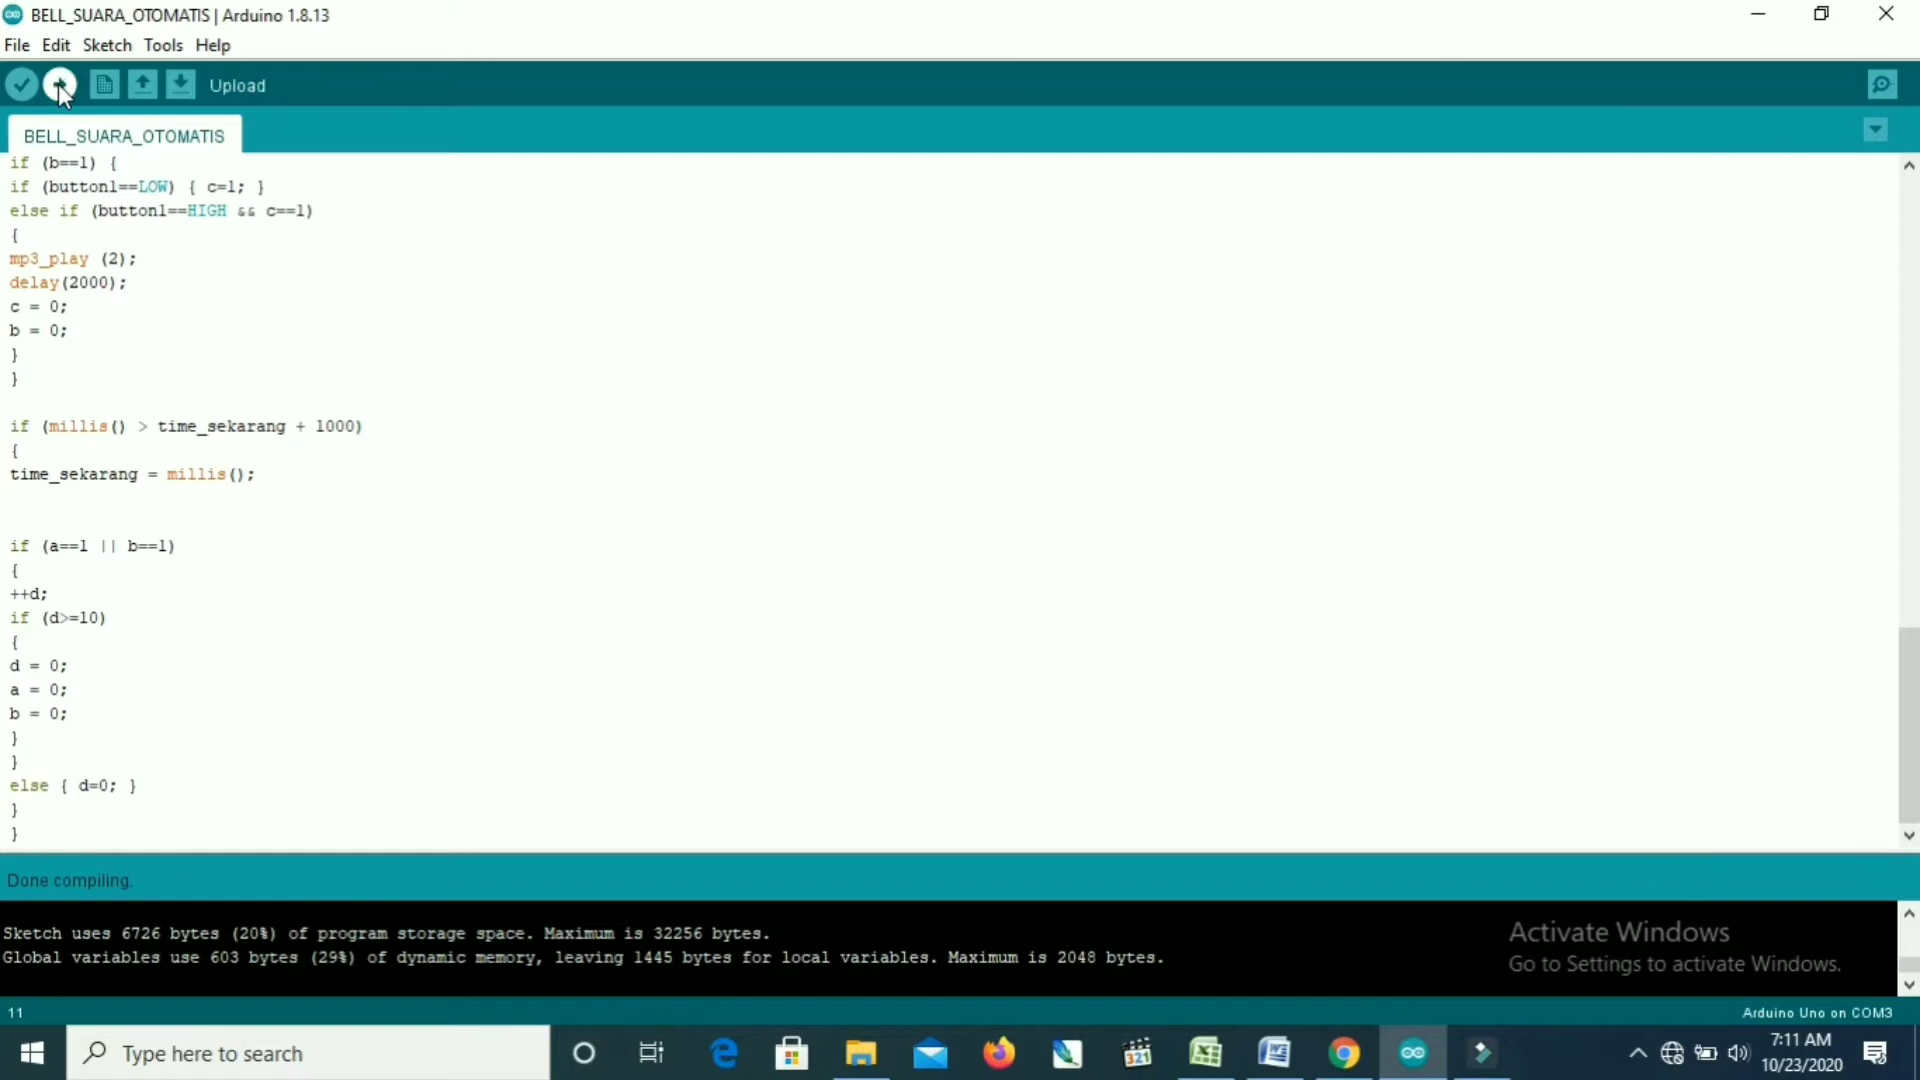 BELL_SUARA_OTOMATIS | Arduino 1.8.13
File Edit Sketch Tools Help
Upload
BELL_SUARA_OTOMATIS
if (b==1) {
if (button1==LOW) { c=1; }
else if (button1==HIGH && c==1)
{
mp3_play (2);
delay(2000);
c = 0;
b = 0;
}
}
if (millis() > time_sekarang + 1000)
{
time_sekarang = millis();
if (a==1 || b==1)
{
++d;
if (d>=10)
{
d = 0;
a = 0;
b = 0;
}
}
else { d=0; }
}
}
Done compiling.
Sketch uses 6726 bytes (20%) of program storage space. Maximum is 32256 bytes.
Global variables use 603 bytes (29%) of dynamic memory, leaving 1445 bytes for local variables. Maximum is 2048 bytes.
Activate Windows
Go to Settings to activate Windows.
11
Arduino Uno on COM3
Type here to search
321
7:11 AM
10/23/2020